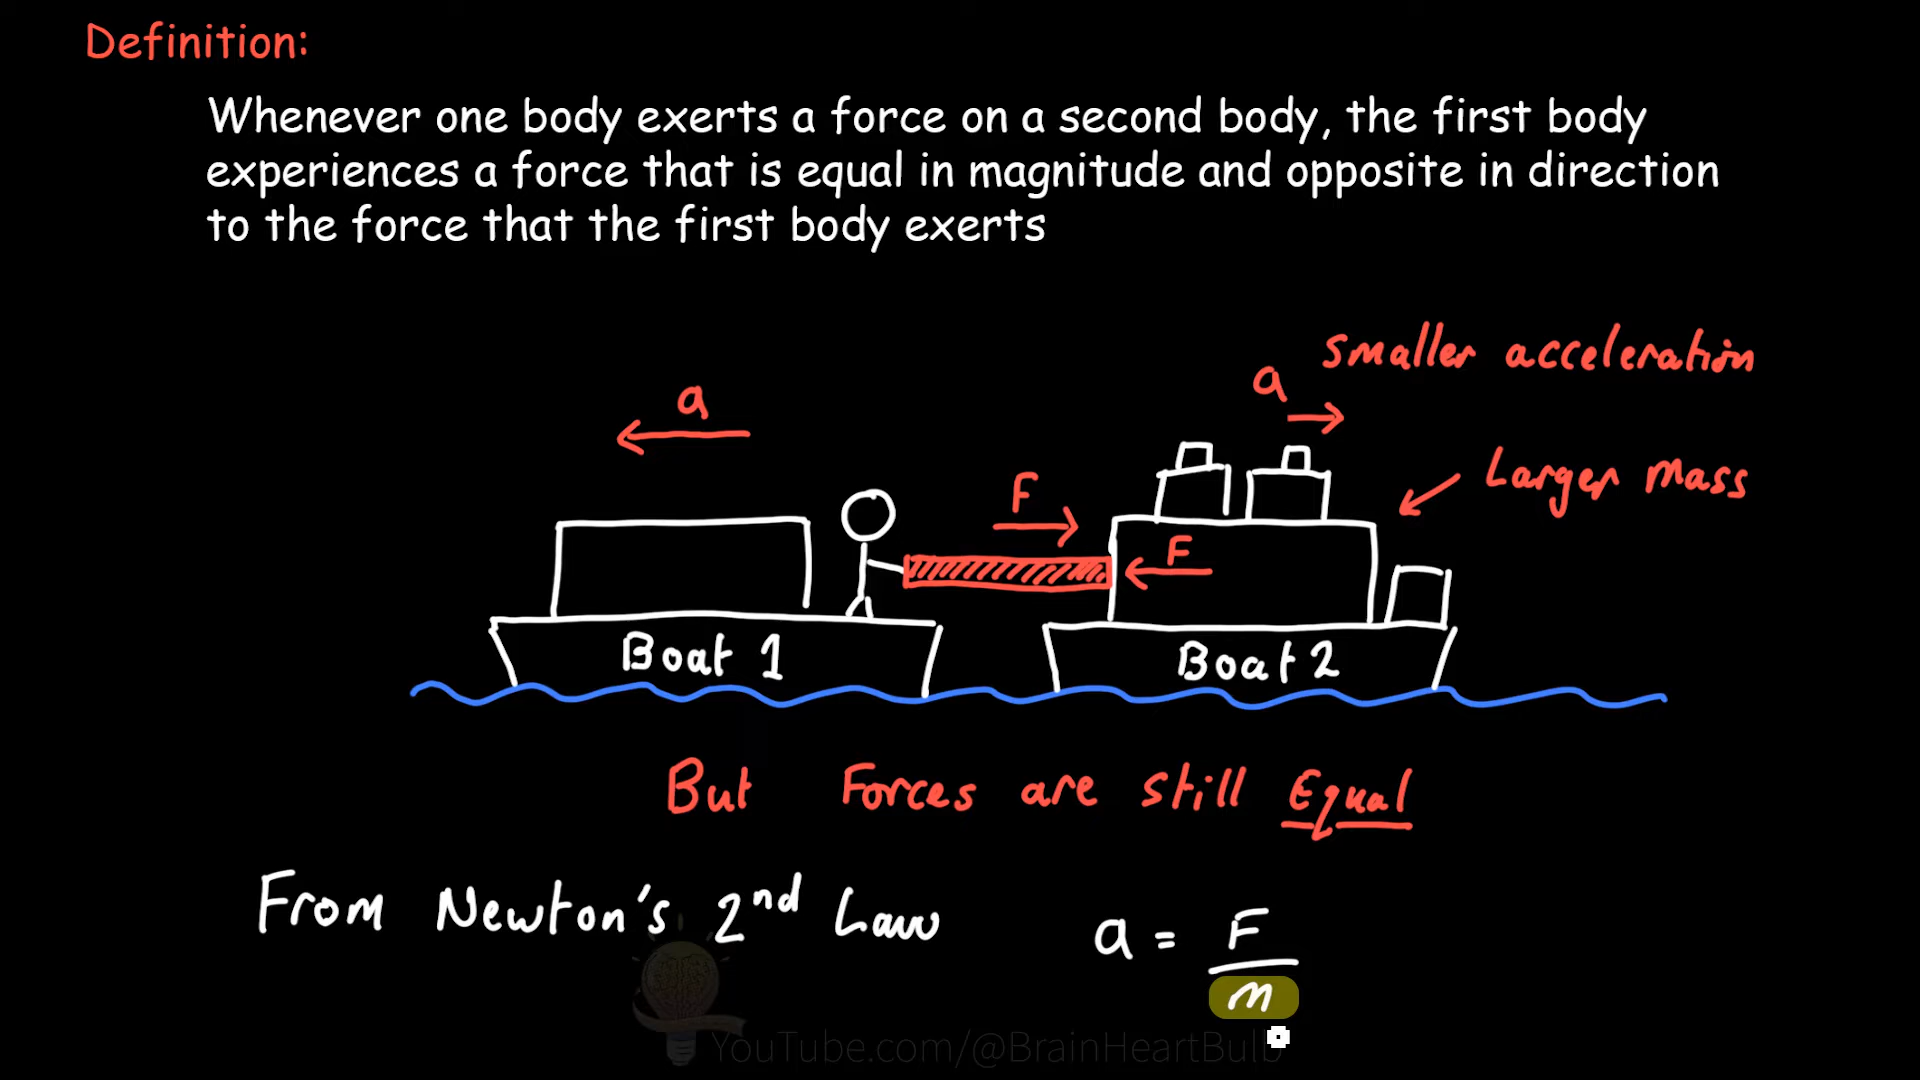 Definition:
Whenever one body exerts a force on a second body, the first body
experiences a force that is equal in magnitude and opposite in direction
to the force that the first body exerts
smaller acceleration
a
a
Larger mass
F
F
Boat 1
Boat 2
But Forces are still Equal
From Newton's 2nd Law
a = F
m
YouTube.com/@BrainHeartBulb